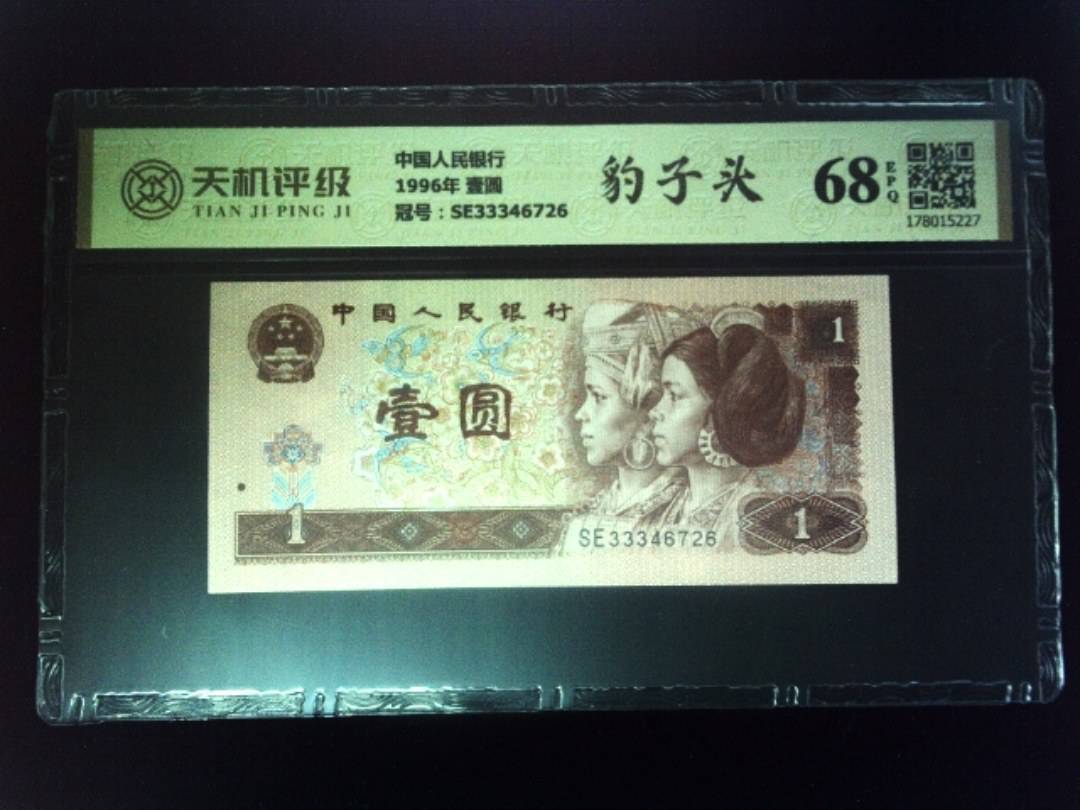 天机评级
TIAN JI PING JI
中国人民银行
1996年 壹圆
冠号：SE33346726
豹子头
68
EPQ
178015227
中国人民银行
1
壹圆
1
SE33346726
1